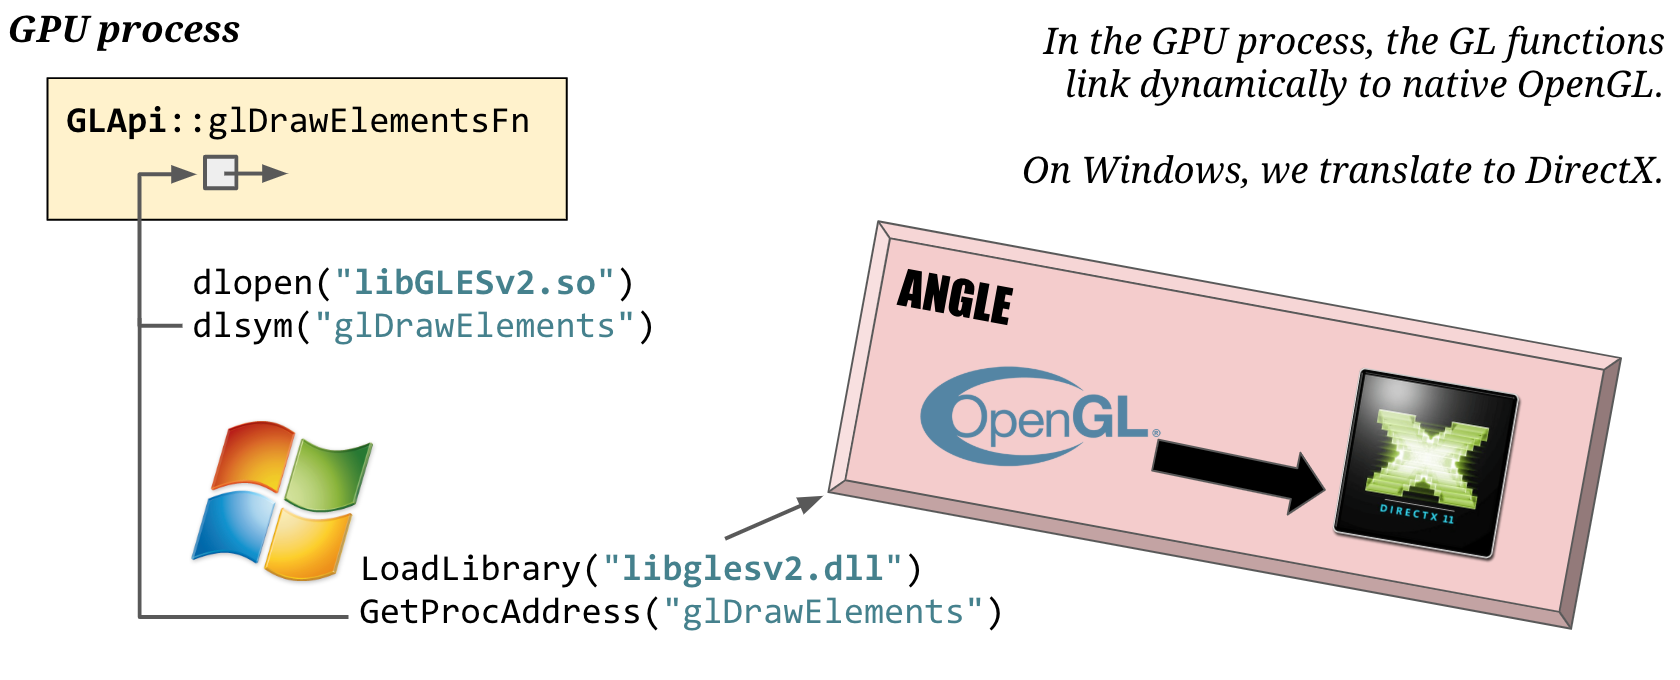 GPU process
In the GPU process, the GL functions
link dynamically to native OpenGL.
On Windows, we translate to DirectX.
GLApi::glDrawElementsFn
dlopen("libGLESv2.so")
dlsym("glDrawElements")
ANGLE
OpenGL®
DIRECTX 11
LoadLibrary("libglesv2.dll")
GetProcAddress("glDrawElements")